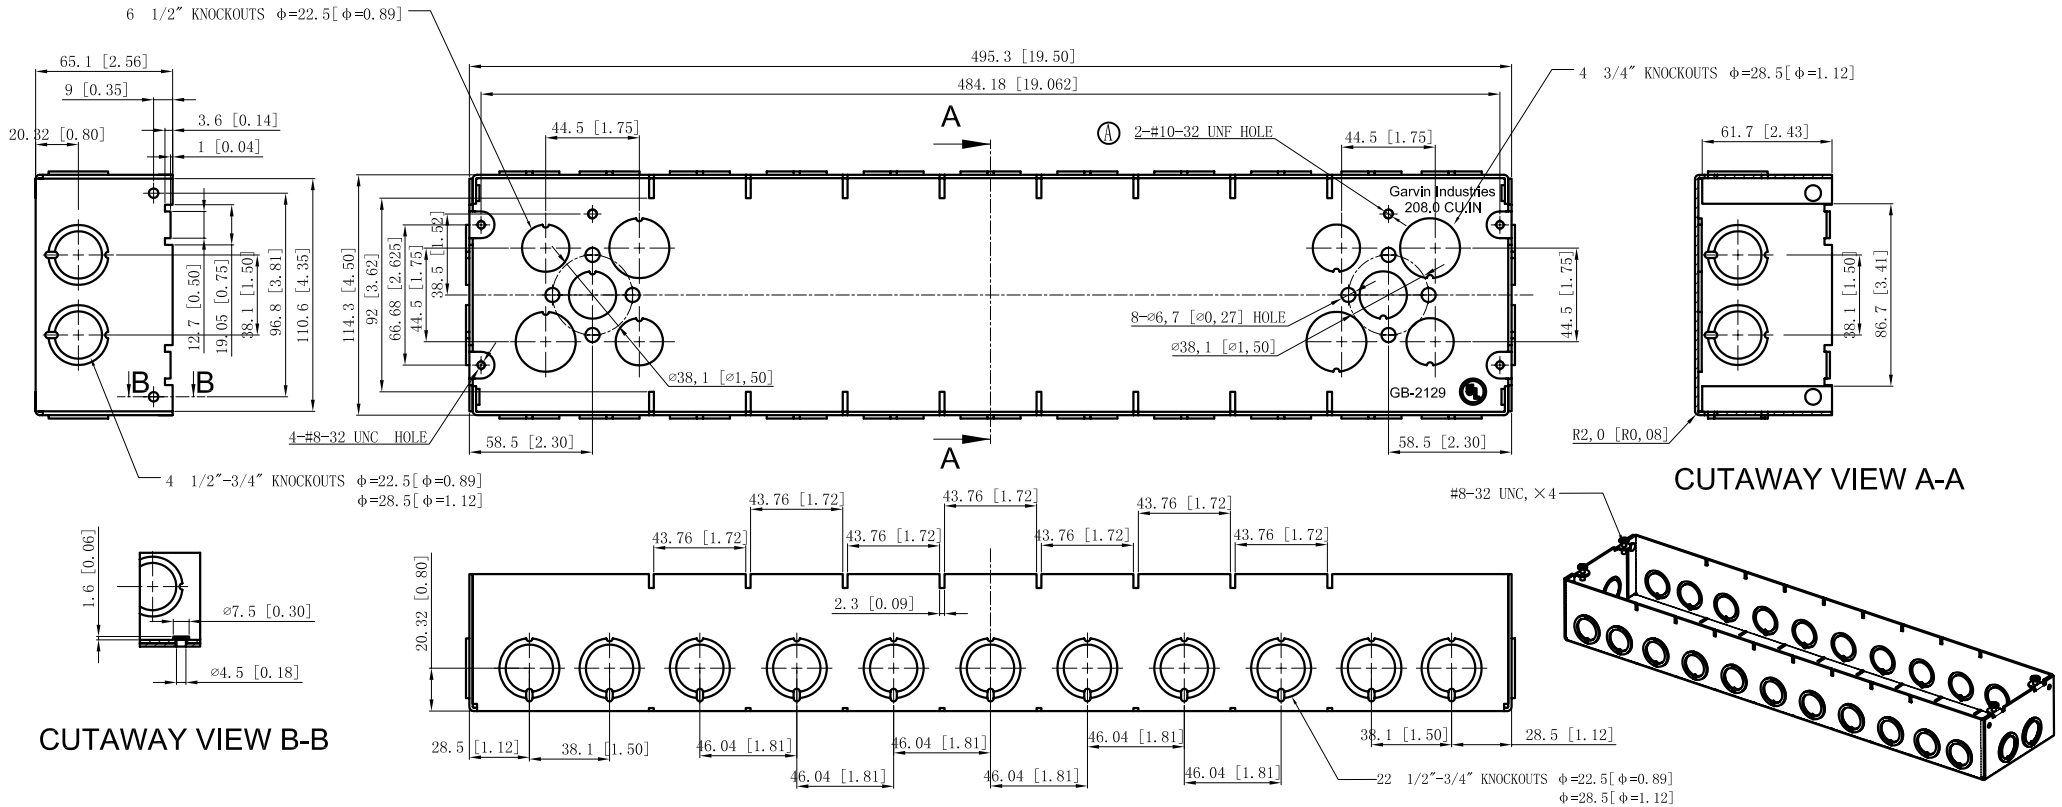 6 1/2" KNOCKOUTS ϕ=22.5[ϕ=0.89]
65.1 [2.56]
9 [0.35]
3.6 [0.14]
20.32 [0.80]
1 [0.04]
12.7 [0.50]
19.05 [0.75]
38.1 [1.50]
96.8 [3.81]
110.6 [4.35]
B B
4 1/2"-3/4" KNOCKOUTS ϕ=22.5[ϕ=0.89]
ϕ=28.5[ϕ=1.12]
495.3 [19.50]
484.18 [19.062]
4 3/4" KNOCKOUTS ϕ=28.5[ϕ=1.12]
44.5 [1.75]
A
A 2-#10-32 UNF HOLE
44.5 [1.75]
Garvin Industries
208.0 CU.IN
114.3 [4.50]
92 [3.62]
66.68 [2.625]
44.5 [1.75]
38.5 [1.52]
8-⌀6,7 [⌀0,27] HOLE
⌀38,1 [⌀1,50]
⌀38,1 [⌀1,50]
44.5 [1.75]
GB-2129
UL
4-#8-32 UNC HOLE
58.5 [2.30]
A
58.5 [2.30]
61.7 [2.43]
38.1 [1.50]
86.7 [3.41]
R2,0 [R0,08]
CUTAWAY VIEW A-A
1.6 [0.06]
⌀7.5 [0.30]
⌀4.5 [0.18]
CUTAWAY VIEW B-B
43.76 [1.72]
43.76 [1.72]
43.76 [1.72]
43.76 [1.72]
43.76 [1.72]
43.76 [1.72]
43.76 [1.72]
20.32 [0.80]
2.3 [0.09]
28.5 [1.12]
38.1 [1.50]
46.04 [1.81]
46.04 [1.81]
46.04 [1.81]
46.04 [1.81]
46.04 [1.81]
46.04 [1.81]
38.1 [1.50]
28.5 [1.12]
22 1/2"-3/4" KNOCKOUTS ϕ=22.5[ϕ=0.89]
ϕ=28.5[ϕ=1.12]
#8-32 UNC,×4